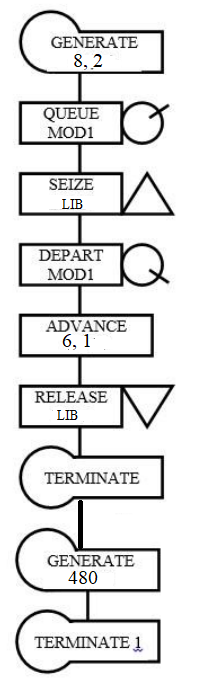 GENERATE
8, 2
QUEUE
MOD1
SEIZE
LIB
DEPART
MOD1
ADVANCE
6, 1
RELEASE
LIB
TERMINATE
GENERATE
480
TERMINATE 1